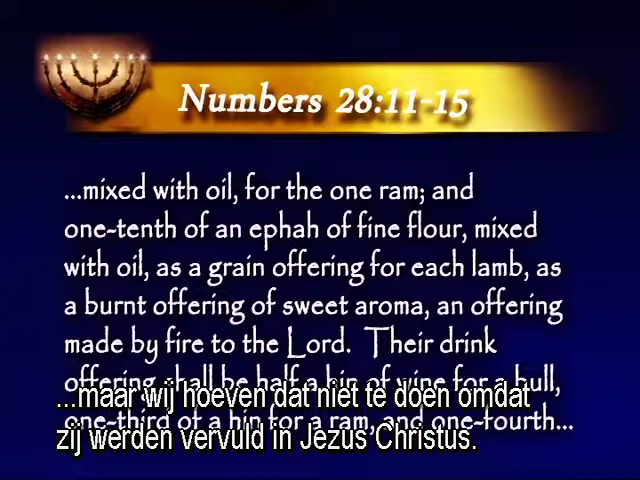 Numbers 28:11-15
...mixed with oil, for the one ram; and
one-tenth of an ephah of fine flour, mixed
with oil, as a grain offering for each lamb, as
a burnt offering of sweet aroma, an offering
made by fire to the Lord. Their drink
offering shall be half a hin of wine for a bull,
...maar wij hoeven dat niet te doen omdat
one-third of a hin for a ram, and one-fourth...
zij werden vervuld in Jezus Christus.